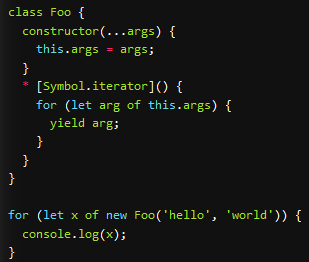 class Foo {
  constructor(...args) {
    this.args = args;
  }
  * [Symbol.iterator]() {
    for (let arg of this.args) {
      yield arg;
    }
  }
}

for (let x of new Foo('hello', 'world')) {
  console.log(x);
}